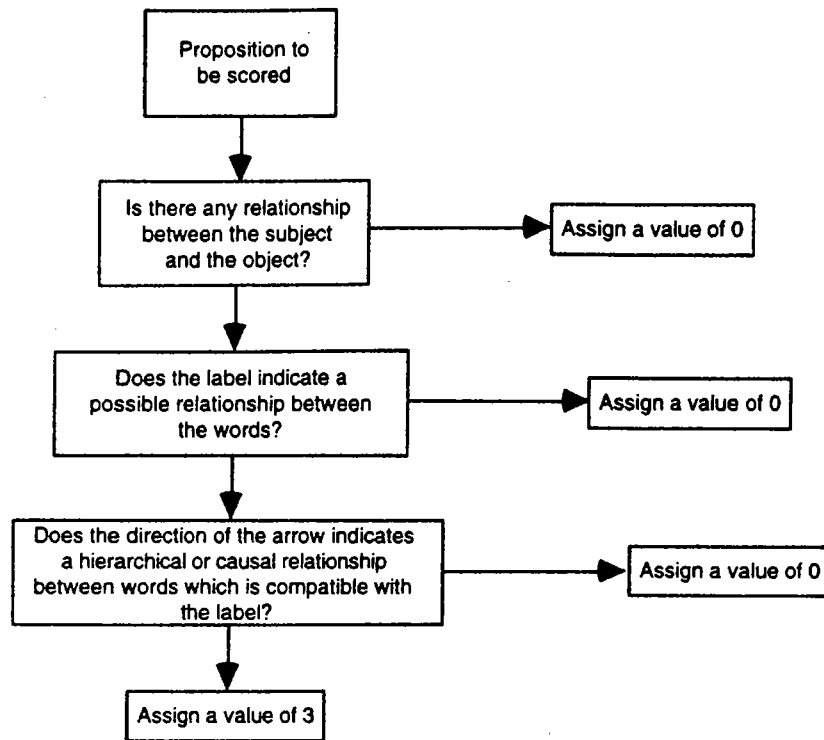 Proposition to
be scored
Is there any relationship
between the subject
and the object?
Assign a value of 0
Does the label indicate a
possible relationship between
the words?
Assign a value of 0
Does the direction of the arrow indicates
a hierarchical or causal relationship
between words which is compatible with
the label?
Assign a value of 0
Assign a value of 3